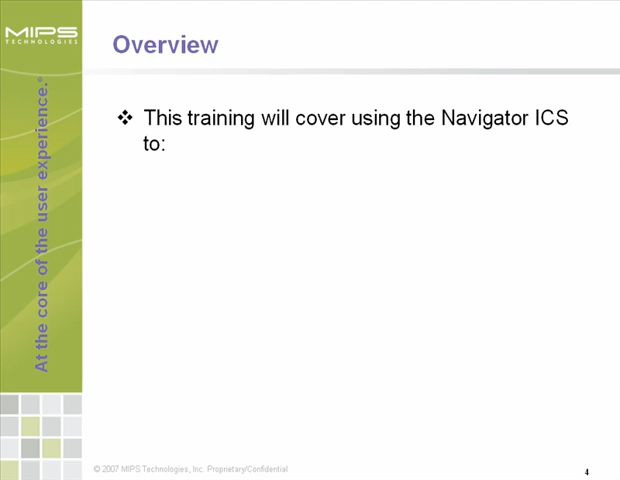 MIPS
TECHNOLOGIES
At the core of the user experience.®
Overview
❖ This training will cover using the Navigator ICS
to:
© 2007 MIPS Technologies, Inc. Proprietary/Confidential
4